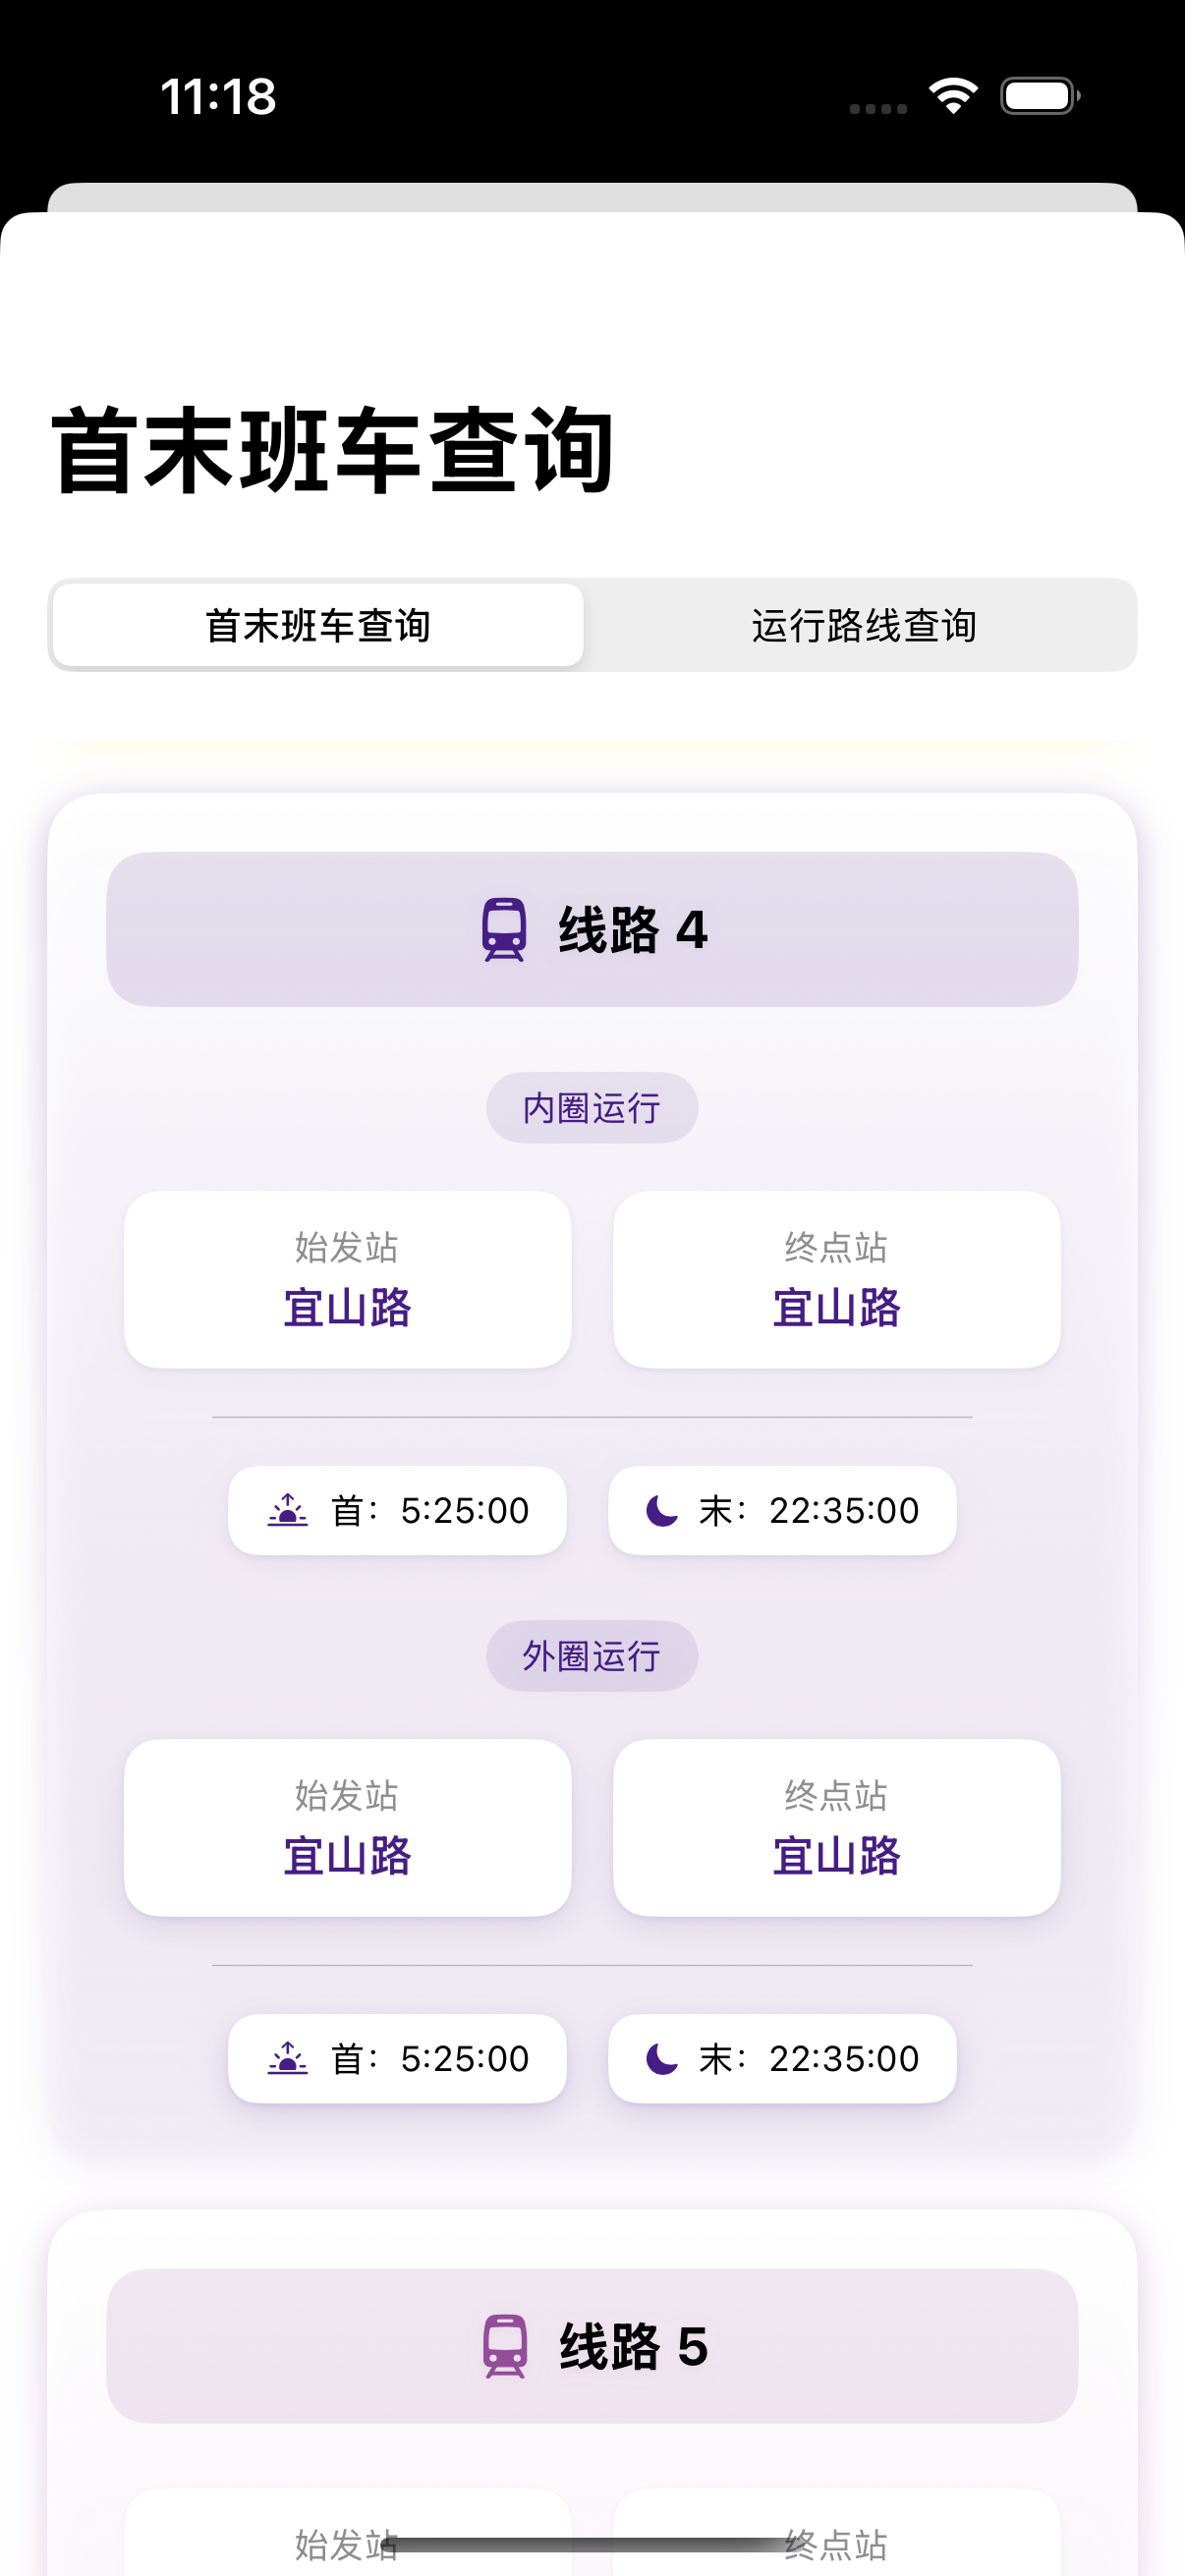 11:18
首末班车查询
首末班车查询 运行路线查询
线路 4
内圈运行
始发站 终点站
宜山路 宜山路
首：5:25:00 末：22:35:00
外圈运行
始发站 终点站
宜山路 宜山路
首：5:25:00 末：22:35:00
线路 5
始发站 终点站